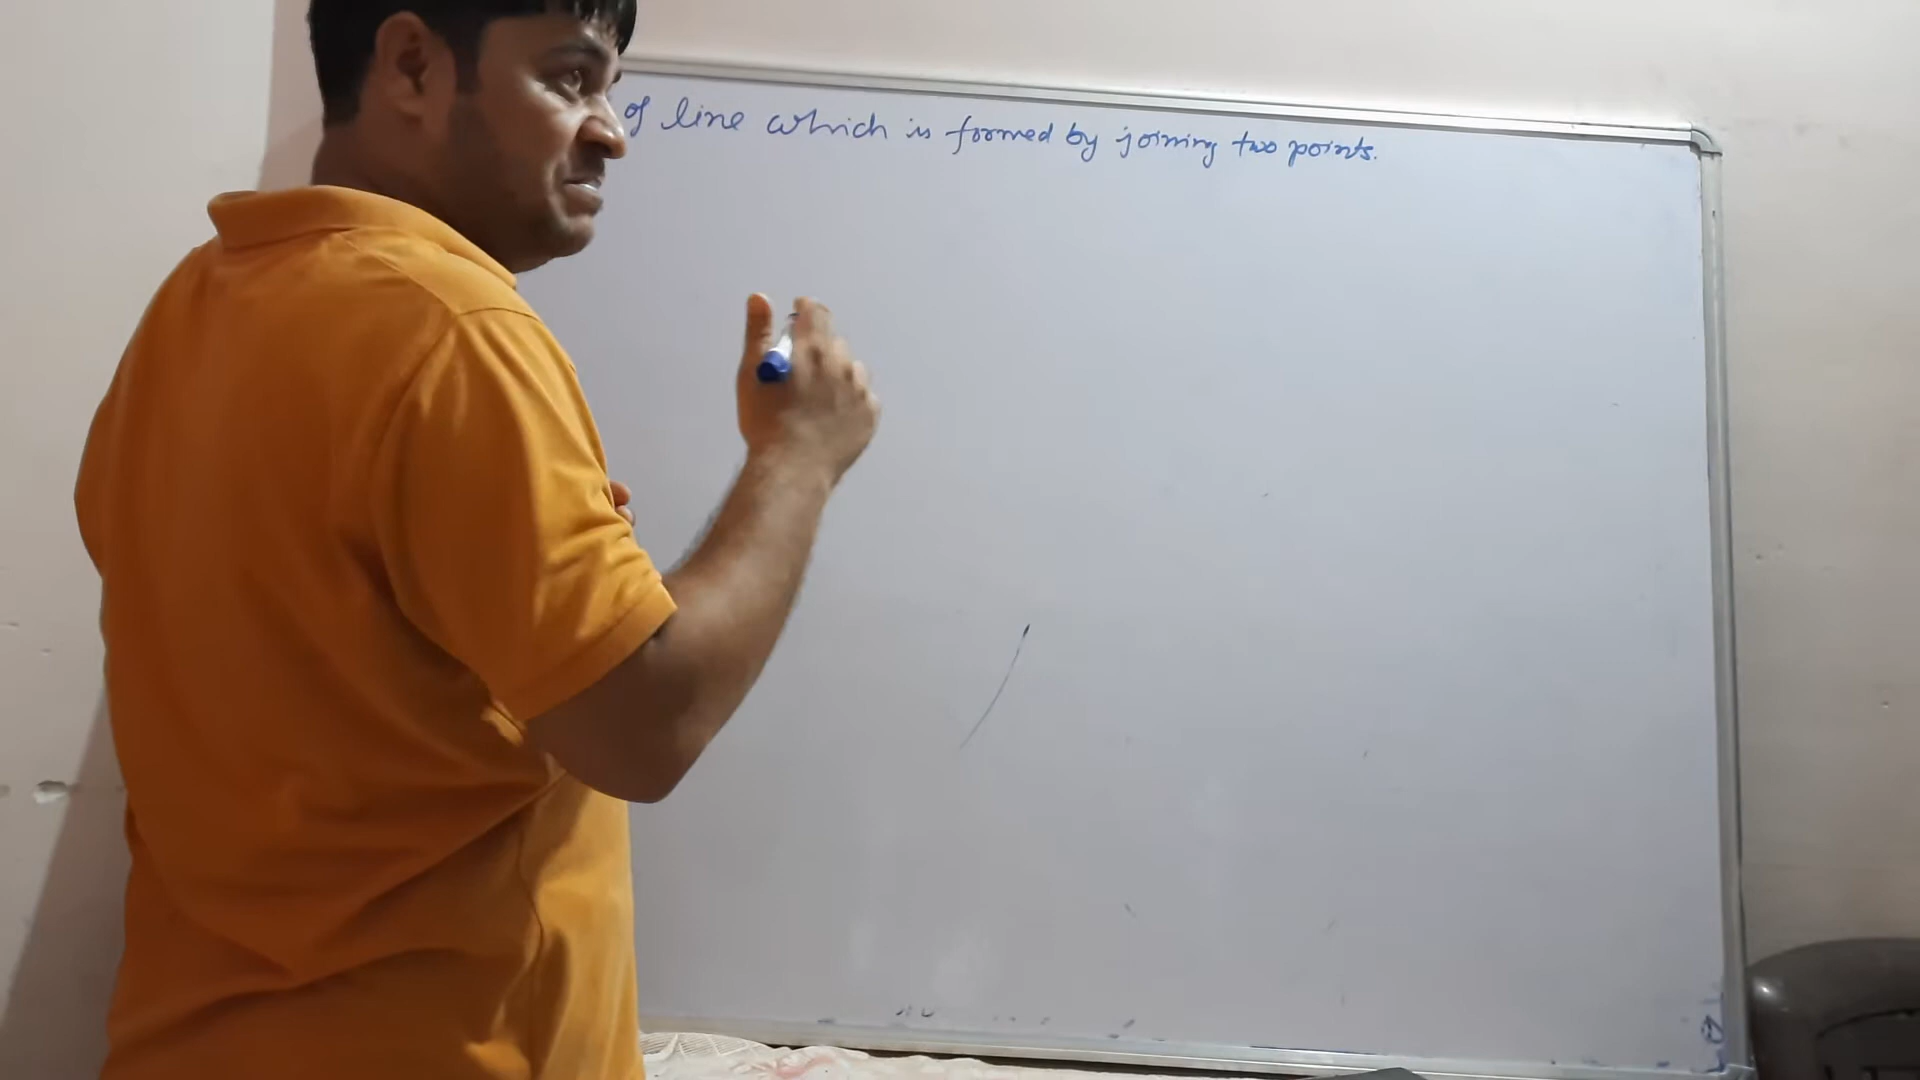 of line which is formed by joining two points.